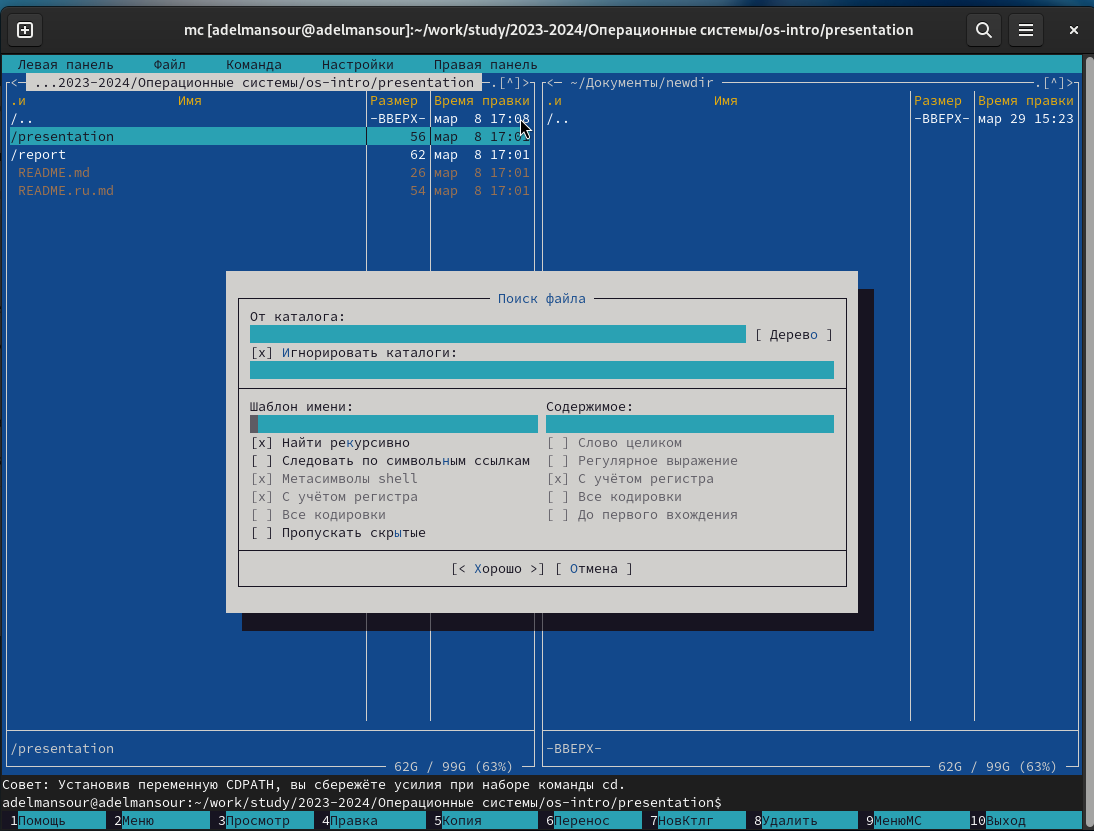 mc [adelmansour@adelmansour]:~/work/study/2023-2024/Операционные системы/os-intro/presentation
Левая панель Файл Команда Настройки Правая панель
<─ ...2023-2024/Операционные системы/os-intro/presentation ─.[^]>
.и Имя Размер Время правки
/.. -ВВЕРХ- мар 8 17:08
/presentation 56 мар 8 17:0
/report 62 мар 8 17:01
README.md 26 мар 8 17:01
README.ru.md 54 мар 8 17:01
/presentation
62G / 99G (63%)
<─ ~/Документы/newdir .[^]>
.и Имя Размер Время правки
/.. -ВВЕРХ- мар 29 15:23
-ВВЕРХ-
62G / 99G (63%)
Поиск файла
От каталога:
[ Дерево ]
[x] Игнорировать каталоги:
Шаблон имени:
[x] Найти рекурсивно
[ ] Следовать по символьным ссылкам
[x] Метасимволы shell
[x] С учётом регистра
[ ] Все кодировки
[ ] Пропускать скрытые
Содержимое:
[ ] Слово целиком
[ ] Регулярное выражение
[x] С учётом регистра
[ ] Все кодировки
[ ] До первого вхождения
[< Хорошо >] [ Отмена ]
Совет: Установив переменную CDPATH, вы сбережёте усилия при наборе команды cd.
adelmansour@adelmansour:~/work/study/2023-2024/Операционные системы/os-intro/presentation$
1Помощь 2Меню 3Просмотр 4Правка 5Копия 6Перенос 7НовКтлг 8Удалить 9МенюMC 10Выход